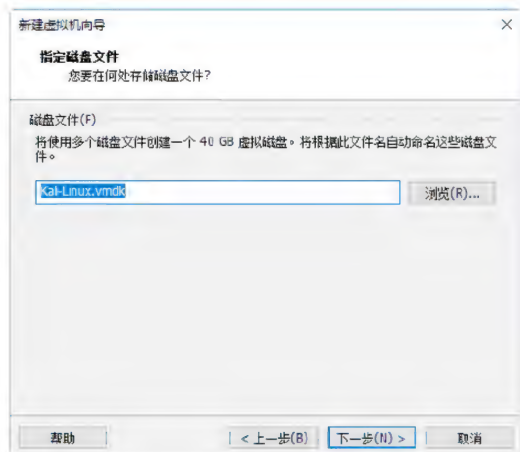 新建虚拟机向导
指定磁盘文件
您要在何处存储磁盘文件?
磁盘文件(F)
将使用多个磁盘文件创建一个 40 GB 虚拟磁盘。将根据此文件名自动命名这些磁盘文
件。
Kali-Linux.vmdk
浏览(R)...
帮助
< 上一步(B)
下一步(N) >
取消